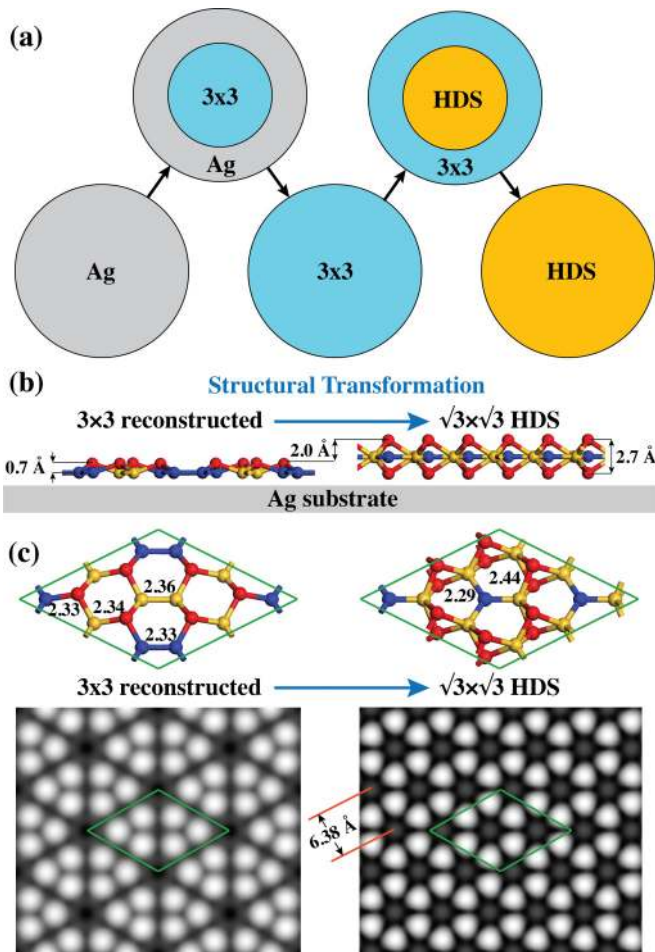 (a)
3x3
HDS
Ag
3x3
Ag
3x3
HDS
(b)
Structural Transformation
3×3 reconstructed
√3×√3 HDS
0.7 Å
2.0 Å
2.7 Å
Ag substrate
(c)
2.36
2.33
2.34
2.33
2.44
2.29
3x3 reconstructed
√3×√3 HDS
6.38 Å